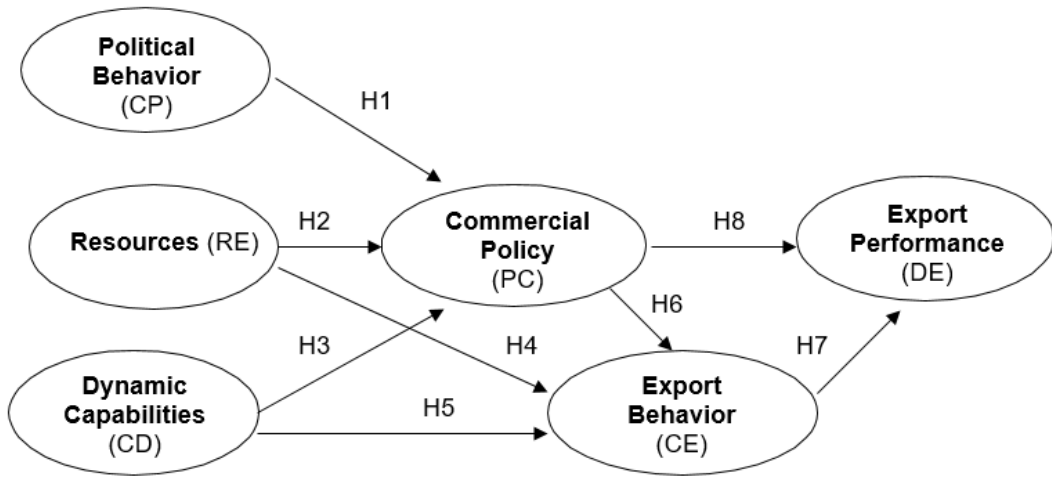 Political
Behavior
(CP)
H1
Resources (RE)
H2
Commercial
Policy
(PC)
H8
Export
Performance
(DE)
H6
H3
H4
H7
Dynamic
Capabilities
(CD)
H5
Export
Behavior
(CE)